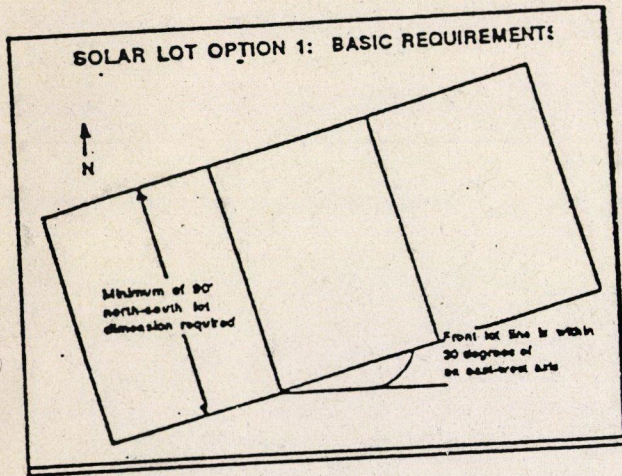 SOLAR LOT OPTION 1: BASIC REQUIREMENTS
N
Minimum of 90'
north-south lot
dimension required
Front lot line is within
30 degrees of
an east-west axis